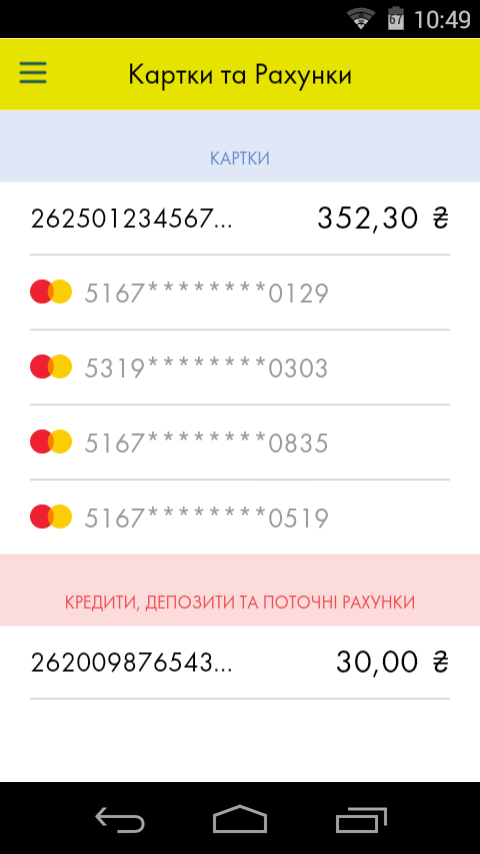 67 10:49
Картки та Рахунки
КАРТКИ
262501234567... 352,30 ₴
5167********0129
5319********0303
5167********0835
5167********0519
КРЕДИТИ, ДЕПОЗИТИ ТА ПОТОЧНІ РАХУНКИ
262009876543... 30,00 ₴